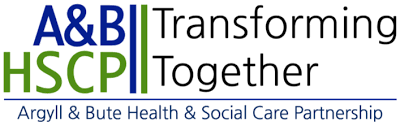 A&B Transforming
HSCP Together
Argyll & Bute Health & Social Care Partnership